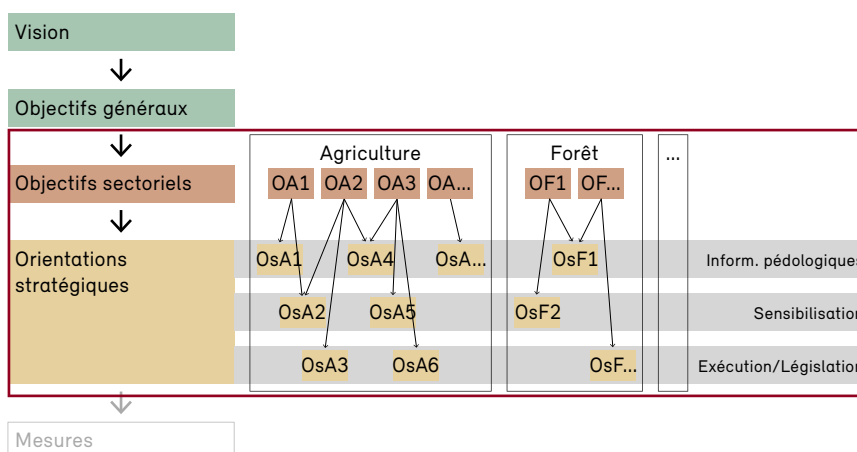 Vision
Objectifs généraux
Agriculture
Forêt
...
Objectifs sectoriels
OA1 OA2 OA3 OA... OF1 OF...
Orientations
stratégiques
OsA1 OsA4 OsA... OsF1 Inform. pédologiques
OsA2 OsA5 OsF2 Sensibilisation
OsA3 OsA6 OsF... Exécution/Législation
Mesures